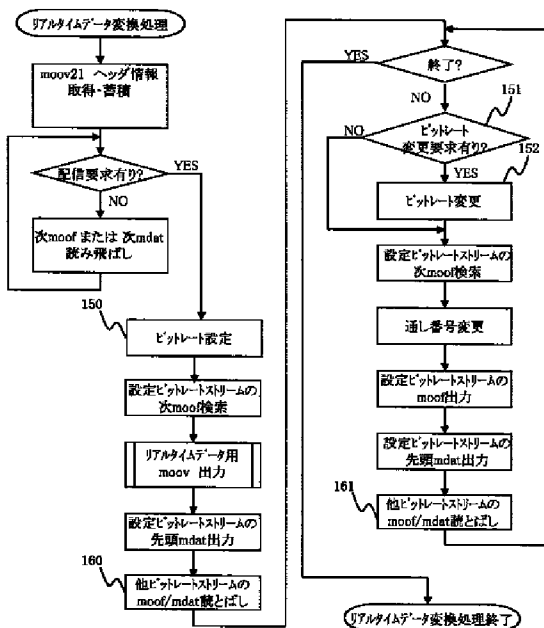 リアルタイムデータ変換処理
moov21 ヘッダ情報
取得・蓄積
配信要求有り?
YES
NO
次moof または 次mdat
読み飛ばし
150
ビットレート設定
設定ビットレートストリームの
次moof検索
リアルタイムデータ用
moov 出力
設定ビットレートストリームの
先頭mdat出力
160
他ビットレートストリームの
moof/mdat読とばし
YES
終了?
NO
151
NO
ビットレート
変更要求有り?
152
YES
ビットレート変更
設定ビットレートストリームの
次moof検索
通し番号変更
設定ビットレートストリームの
moof出力
設定ビットレートストリームの
先頭mdat出力
161
他ビットレートストリームの
moof/mdat読とばし
リアルタイムデータ変換処理終了